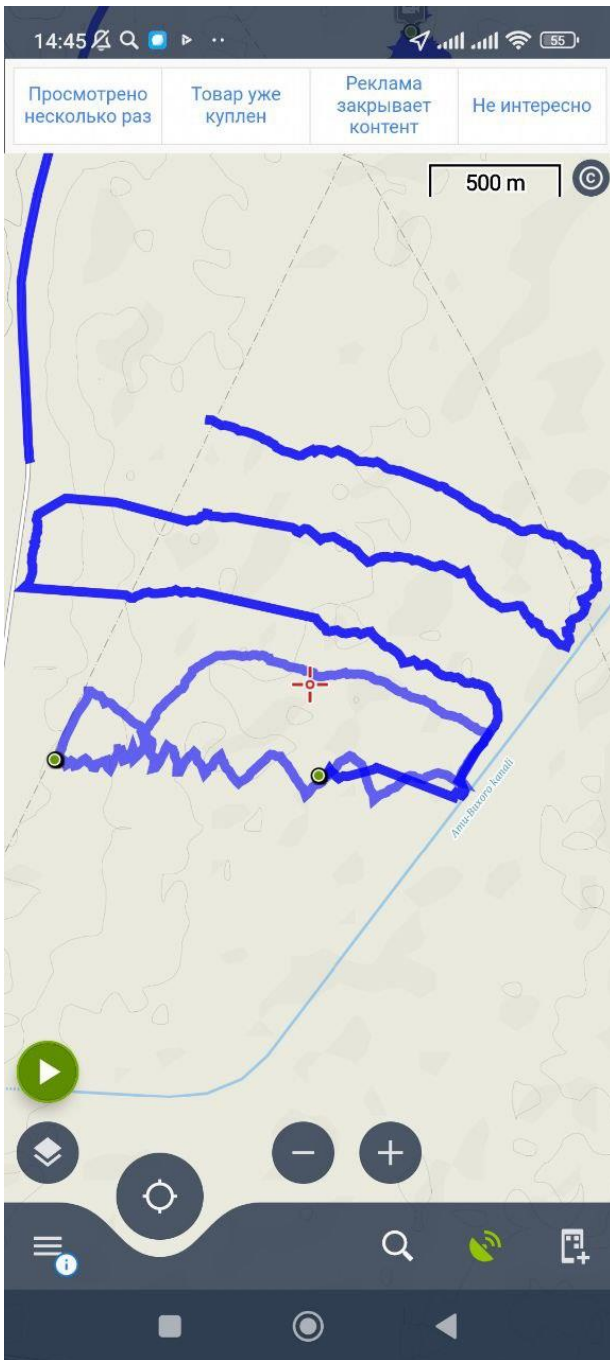 14:45
55
Просмотрено
несколько раз
Товар уже
куплен
Реклама
закрывает
контент
Не интересно
500 m
©
Amu-Buxoro kanali